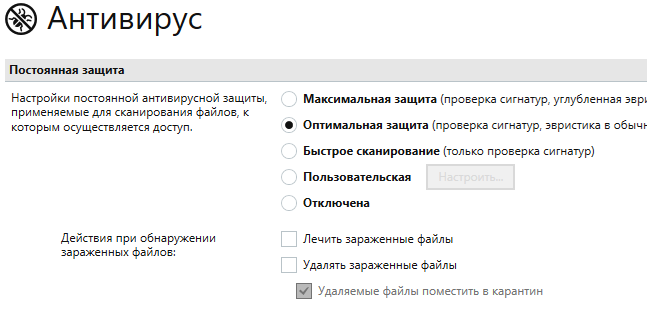 Антивирус
Постоянная защита
Настройки постоянной антивирусной защиты,
применяемые для сканирования файлов, к
которым осуществляется доступ.
Максимальная защита (проверка сигнатур, углубленная эври
Оптимальная защита (проверка сигнатур, эвристика в обычн
Быстрое сканирование (только проверка сигнатур)
Пользовательская
Настроить...
Отключена
Действия при обнаружении
зараженных файлов:
Лечить зараженные файлы
Удалять зараженные файлы
Удаляемые файлы поместить в карантин